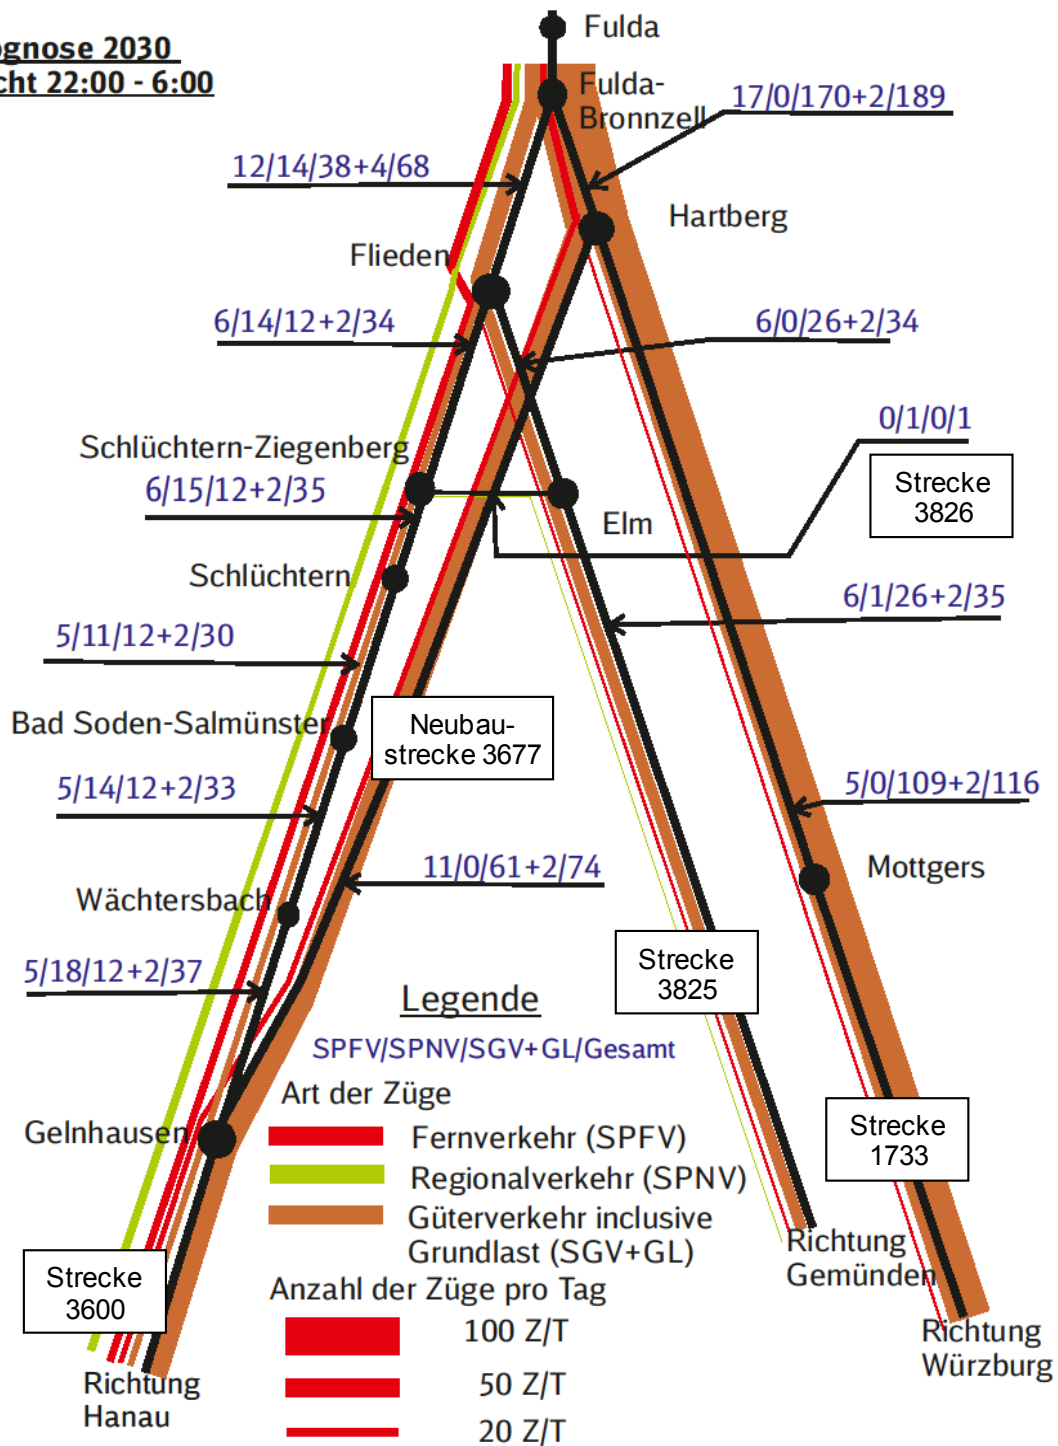 ognose 2030
cht 22:00 - 6:00
Fulda
Fulda-
Bronnzell
17/0/170+2/189
12/14/38+4/68
Hartberg
Flieden
6/14/12+2/34
6/0/26+2/34
0/1/0/1
Schlüchtern-Ziegenberg
Strecke
3826
6/15/12+2/35
Elm
Schlüchtern
6/1/26+2/35
5/11/12+2/30
Bad Soden-Salmünster
Neubau-
strecke 3677
5/14/12+2/33
5/0/109+2/116
11/0/61+2/74
Mottgers
Wächtersbach
5/18/12+2/37
Strecke
3825
Legende
SPFV/SPNV/SGV+GL/Gesamt
Art der Züge
Gelnhausen
Fernverkehr (SPFV)
Strecke
1733
Regionalverkehr (SPNV)
Güterverkehr inclusive
Grundlast (SGV+GL)
Richtung
Gemünden
Strecke
3600
Anzahl der Züge pro Tag
100 Z/T
Richtung
Würzburg
50 Z/T
Richtung
Hanau
20 Z/T